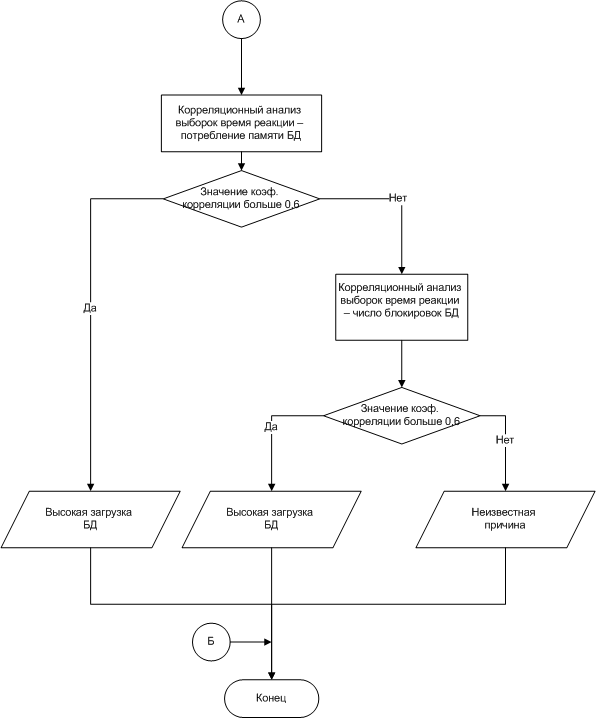 А
Корреляционный анализ
выборок время реакции –
потребление памяти БД
Значение коэф.
корреляции больше 0,6
Нет
Да
Корреляционный анализ
выборок время реакции
– число блокировок БД
Значение коэф.
корреляции больше 0,6
Да
Нет
Высокая загрузка
БД
Высокая загрузка
БД
Неизвестная
причина
Б
Конец